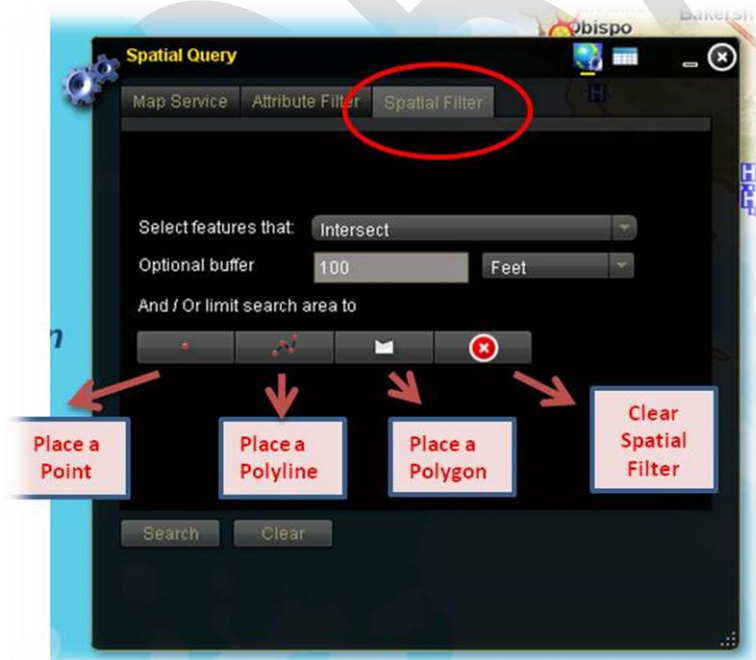 Obispo
Bakers
Spatial Query
Map Service Attribute Filter Spatial Filter
H
H
H
Select features that: Intersect
Optional buffer 100 Feet
And / Or limit search area to
n
Place a
Point
Place a
Polyline
Place a
Polygon
Clear
Spatial
Filter
Search Clear